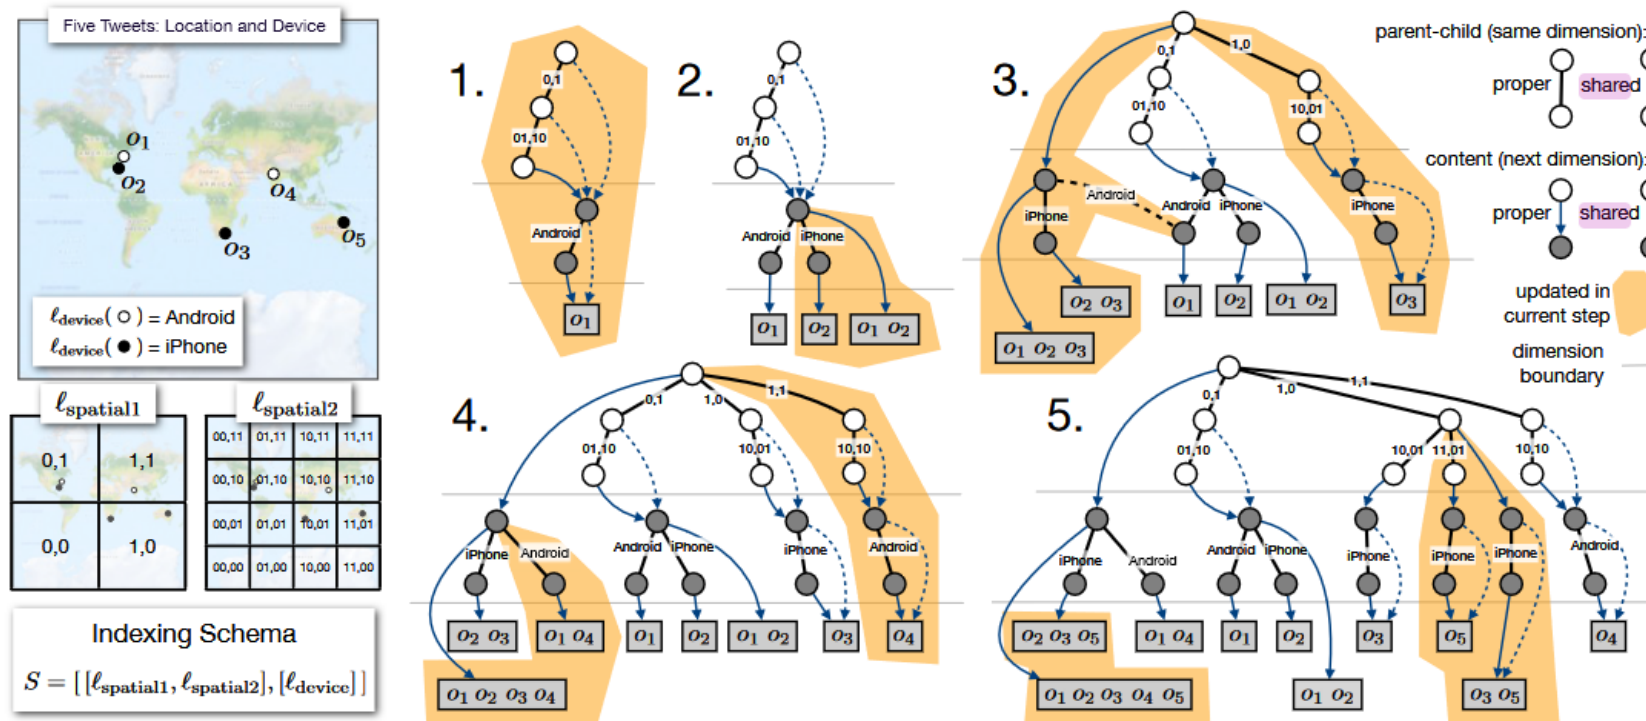 Five Tweets: Location and Device
o1
o2
o3
o4
o5
ℓdevice( ○ ) = Android
ℓdevice( ● ) = iPhone
ℓspatial1
0,1
1,1
0,0
1,0
ℓspatial2
00,11 01,11 10,11 11,11
00,10 01,10 10,10 11,10
00,01 01,01 10,01 11,01
00,00 01,00 10,00 11,00
Indexing Schema
S = [ [ℓspatial1, ℓspatial2], [ℓdevice] ]
1.
0,1
01,10
Android
o1
2.
0,1
01,10
Android iPhone
o1 o2 o1 o2
3.
0,1 1,0
01,10 10,01
Android
iPhone Android iPhone iPhone
o2 o3 o1 o2 o1 o2 o3
o1 o2 o3
parent-child (same dimension):
proper shared
content (next dimension):
proper shared
updated in
current step
dimension
boundary
4.
0,1 1,0 1,1
01,10 10,01 10,10
iPhone Android Android iPhone iPhone Android
o2 o3 o1 o4 o1 o2 o1 o2 o3 o4
o1 o2 o3 o4
5.
0,1 1,0 1,1
01,10 10,01 11,01 10,10
iPhone Android Android iPhone iPhone iPhone iPhone Android
o2 o3 o5 o1 o4 o1 o2 o3 o5 o4
o1 o2 o3 o4 o5 o1 o2 o3 o5